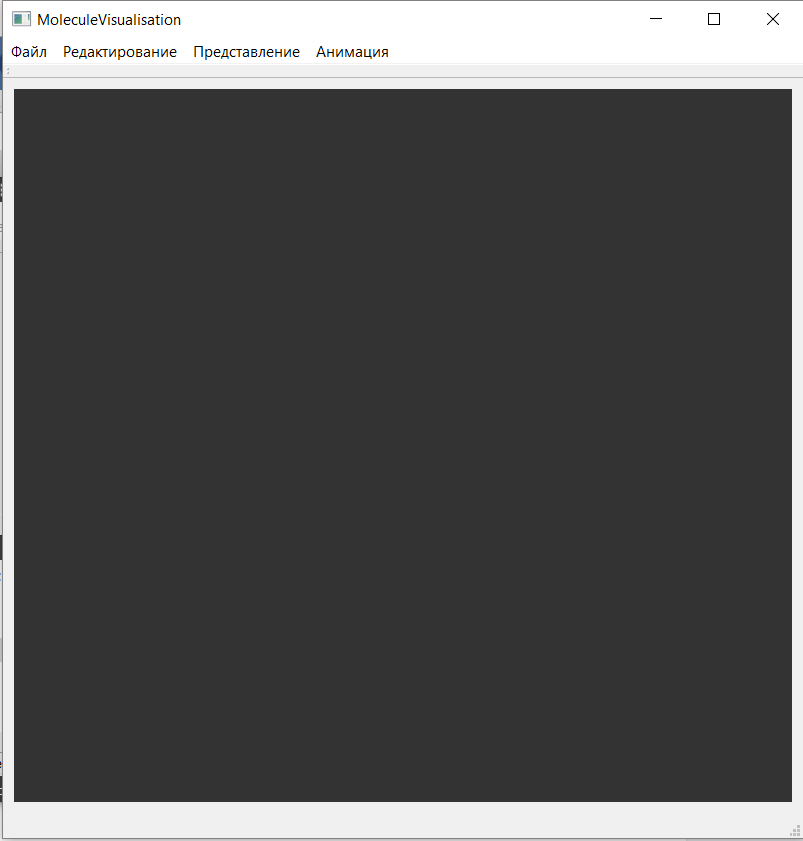 MoleculeVisualisation
Файл Редактирование Представление Анимация